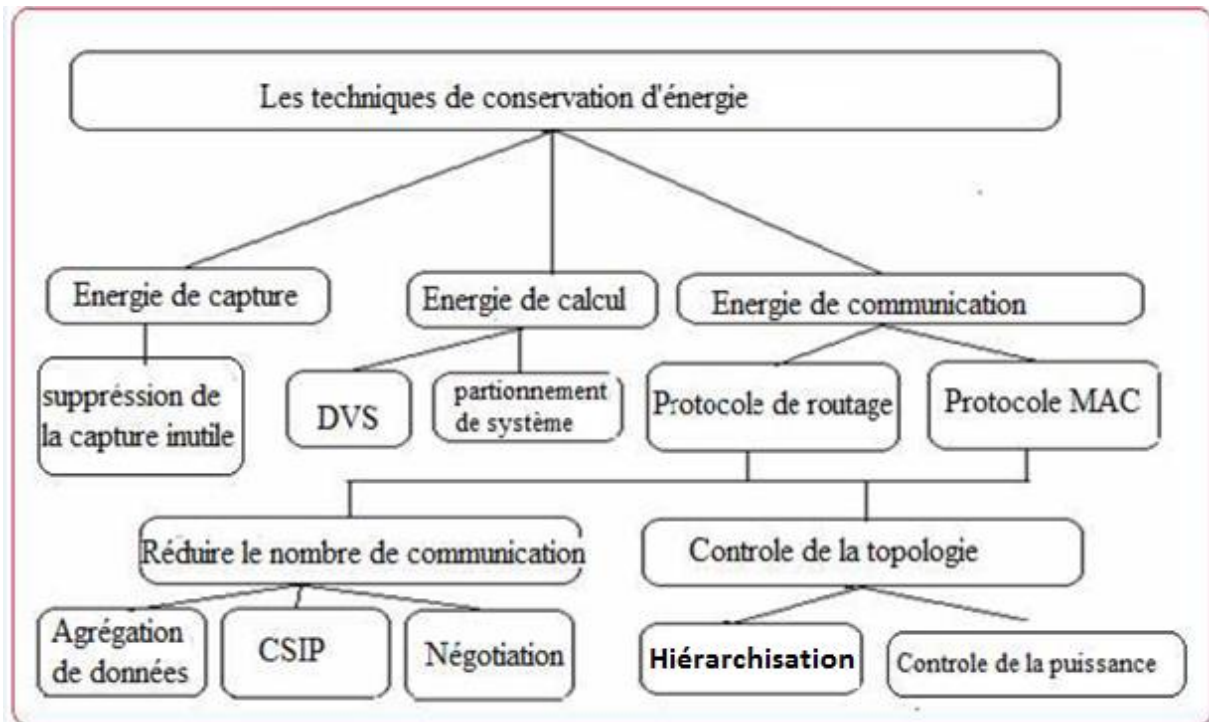 Les techniques de conservation d'énergie
Energie de capture
Energie de calcul
Energie de communication
suppréssion de
la capture inutile
DVS
partionnement
de système
Protocole de routage
Protocole MAC
Réduire le nombre de communication
Controle de la topologie
Agrégation
de données
CSIP
Négotiation
Hiérarchisation
Controle de la puissance